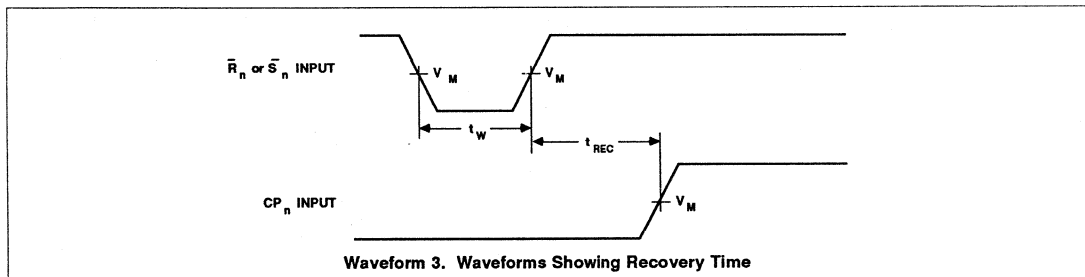 R̄n or S̄n INPUT
VM
VM
tW
tREC
CPn INPUT
VM
Waveform 3. Waveforms Showing Recovery Time